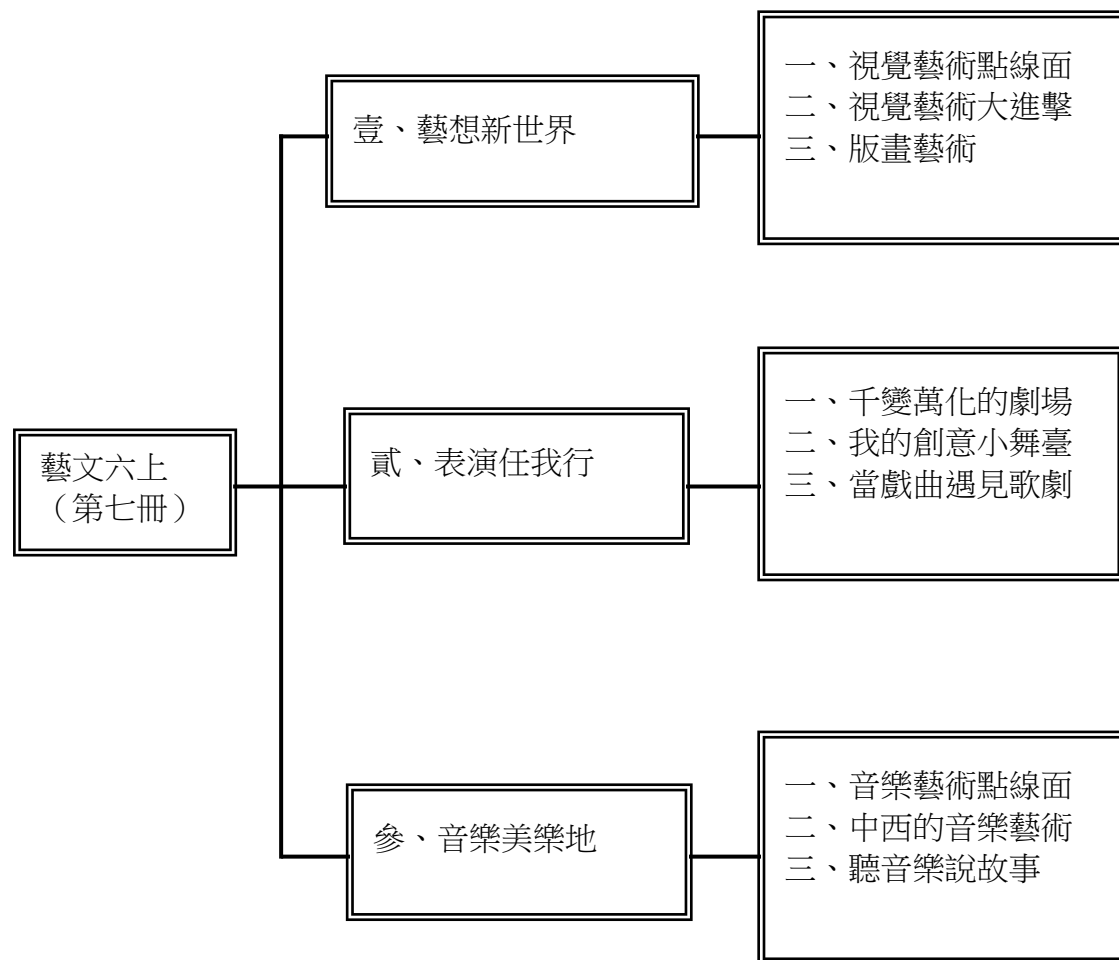 藝文六上
（第七冊）
壹、藝想新世界
一、視覺藝術點線面
二、視覺藝術大進擊
三、版畫藝術
貳、表演任我行
一、千變萬化的劇場
二、我的創意小舞臺
三、當戲曲遇見歌劇
參、音樂美樂地
一、音樂藝術點線面
二、中西的音樂藝術
三、聽音樂說故事